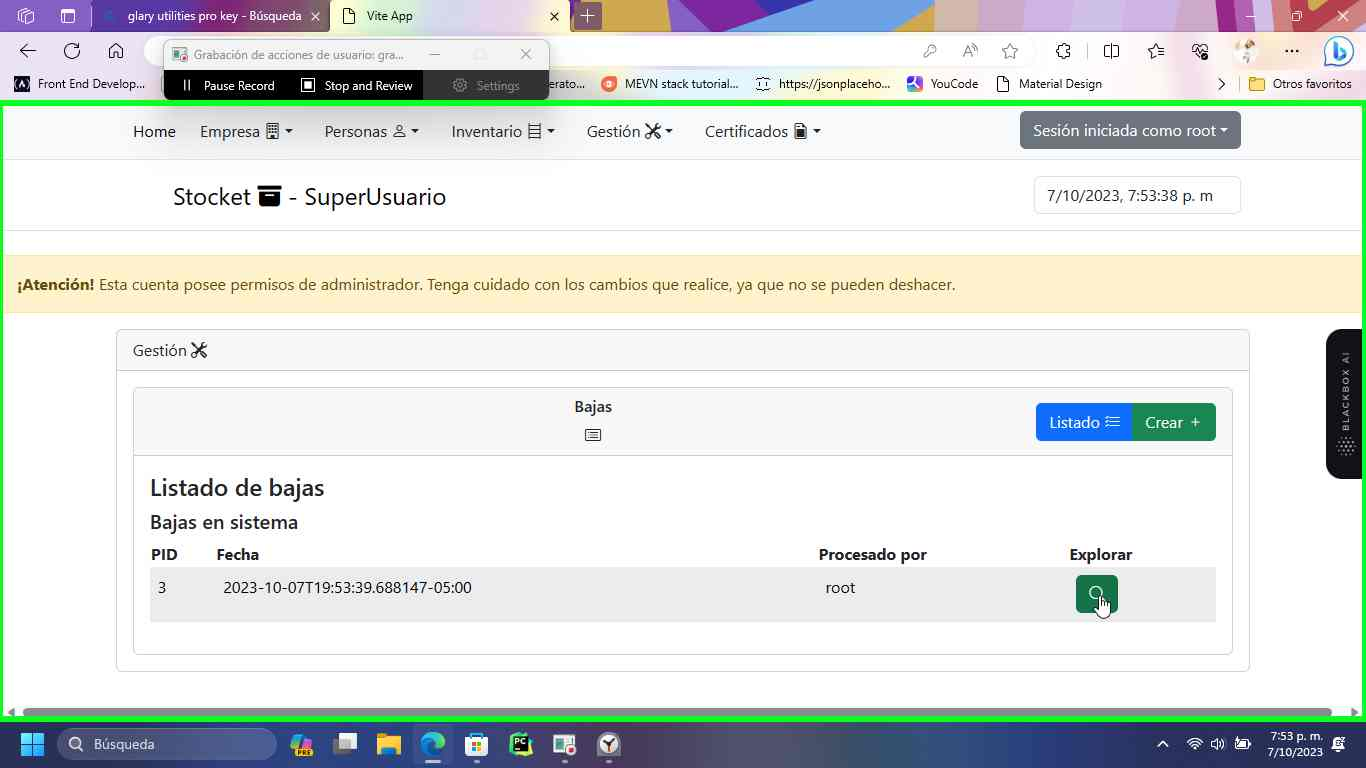 glary utilities pro key - Búsqueda
Vite App
Grabación de acciones de usuario: gra...
Pause Record
Stop and Review
Settings
Front End Develop...
erato...
MEVN stack tutorial...
https://jsonplaceho...
YouCode
Material Design
Otros favoritos
Home
Empresa
Personas
Inventario
Gestión
Certificados
Sesión iniciada como root
Stocket - SuperUsuario
7/10/2023, 7:53:38 p. m
¡Atención! Esta cuenta posee permisos de administrador. Tenga cuidado con los cambios que realice, ya que no se pueden deshacer.
Gestión
Bajas
Listado
Crear +
BLACKBOX AI
Listado de bajas
Bajas en sistema
PID Fecha Procesado por Explorar
3 2023-10-07T19:53:39.688147-05:00 root
Búsqueda
PRE
PC
7:53 p. m.
7/10/2023